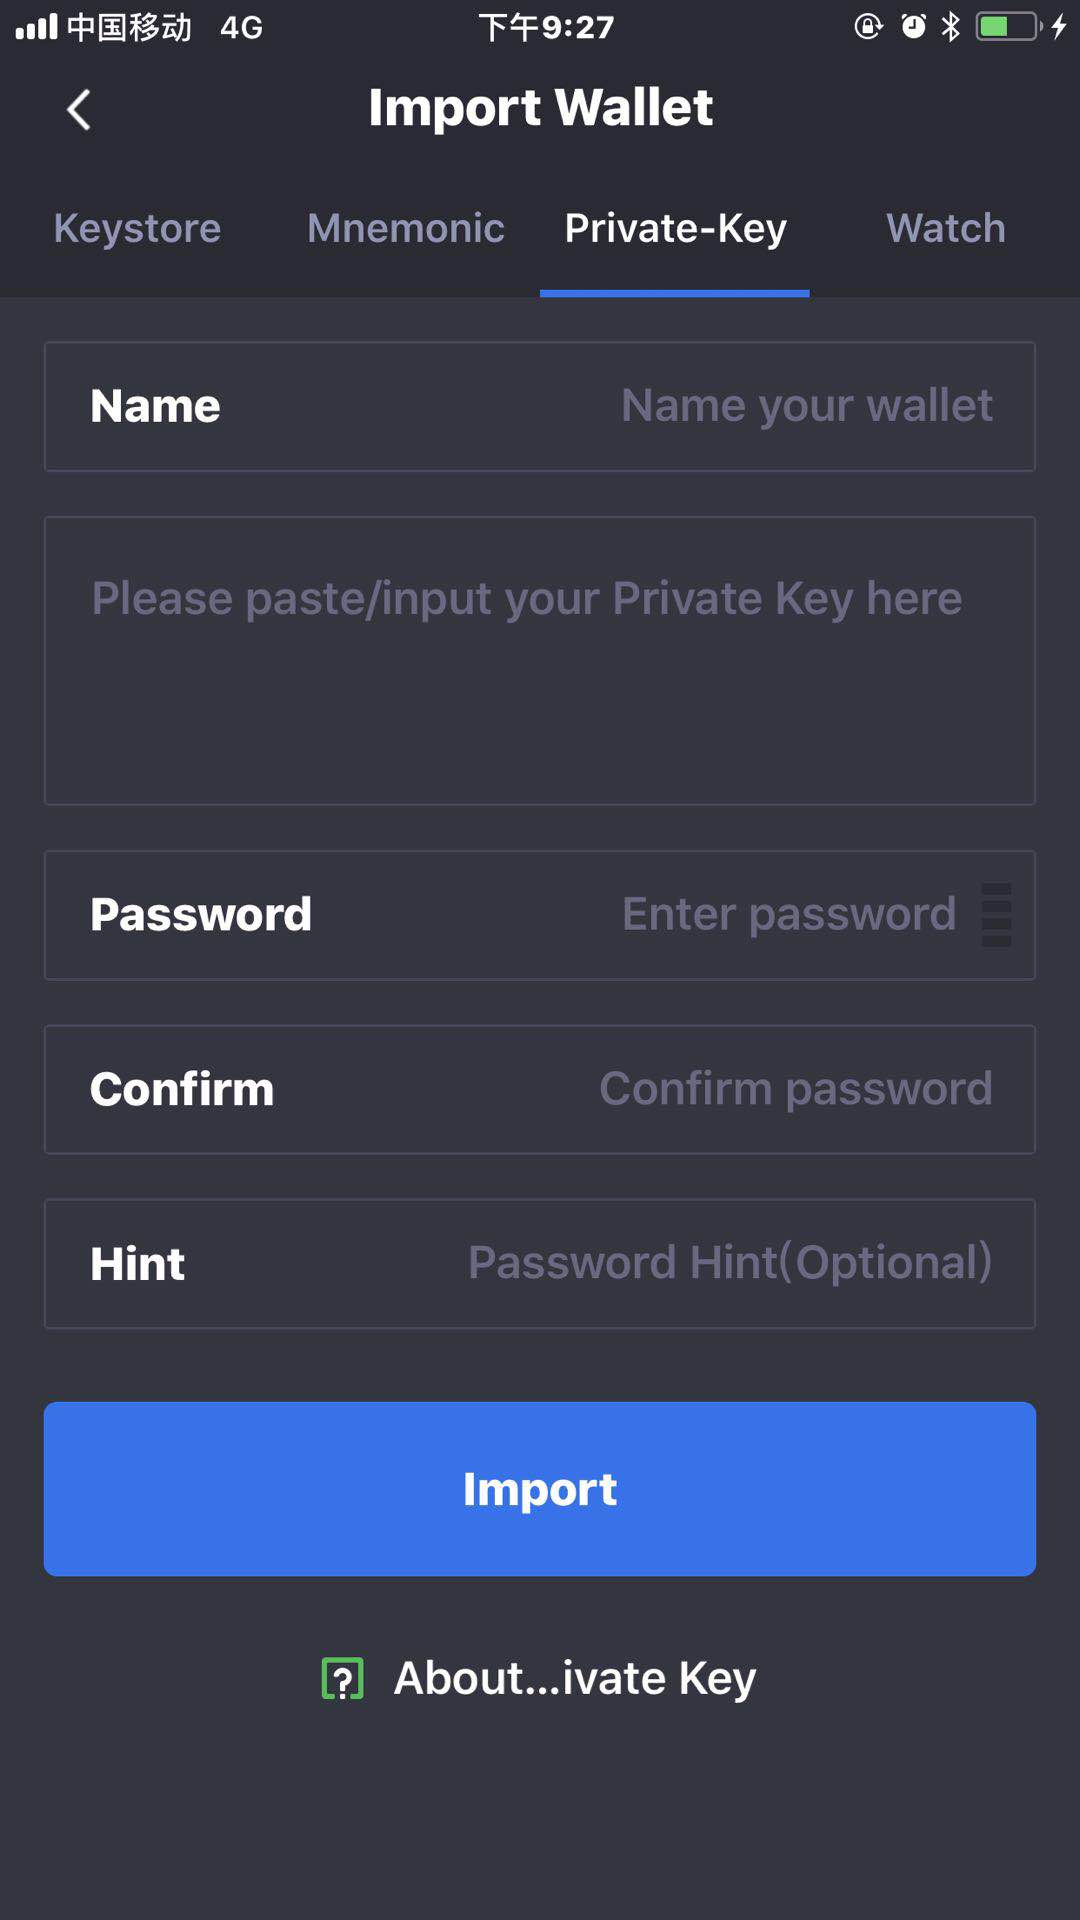 中国移动 4G 下午9:27
Import Wallet
Keystore Mnemonic Private-Key Watch
Name Name your wallet
Please paste/input your Private Key here
Password Enter password
Confirm Confirm password
Hint Password Hint(Optional)
Import
? About...ivate Key